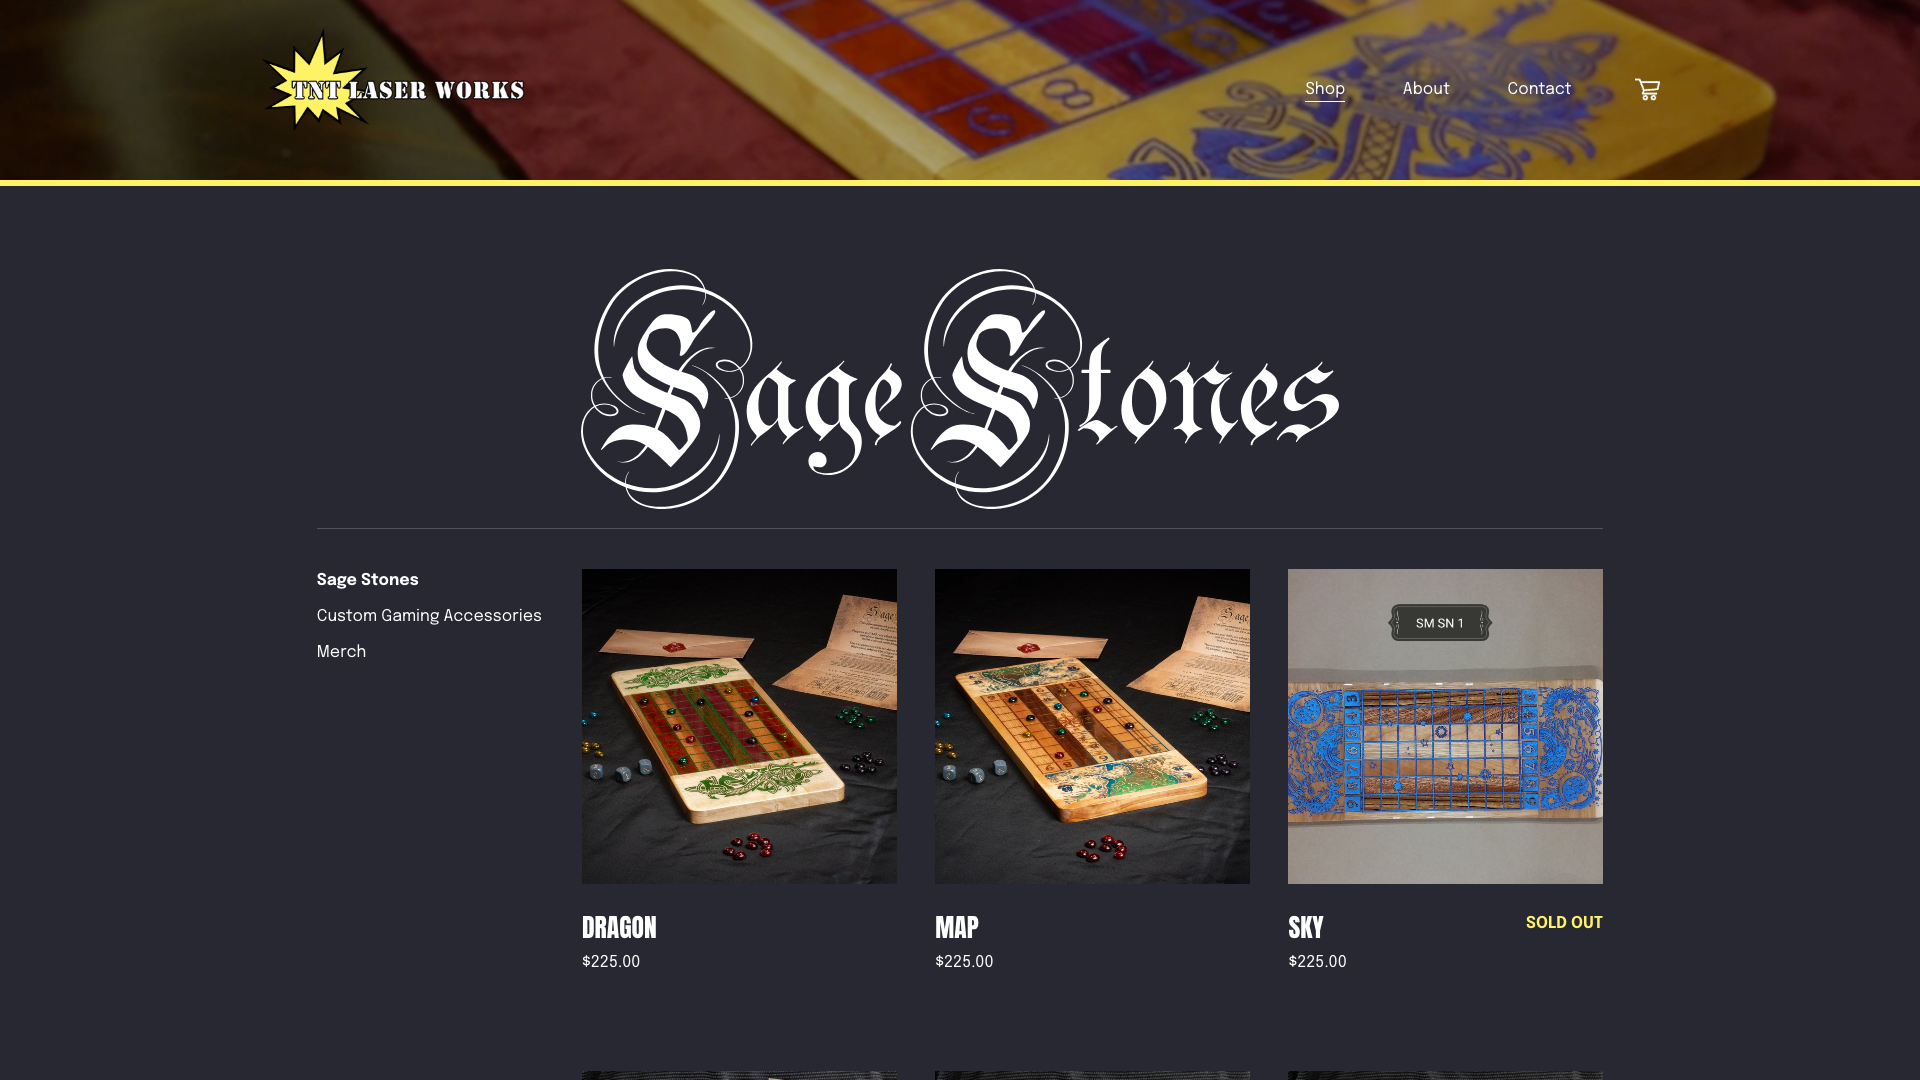 TNT LASER WORKS
Shop
About
Contact
Sage Stones
Sage Stones
Custom Gaming Accessories
Merch
SM SN 1
DRAGON
$225.00
MAP
$225.00
SKY
SOLD OUT
$225.00